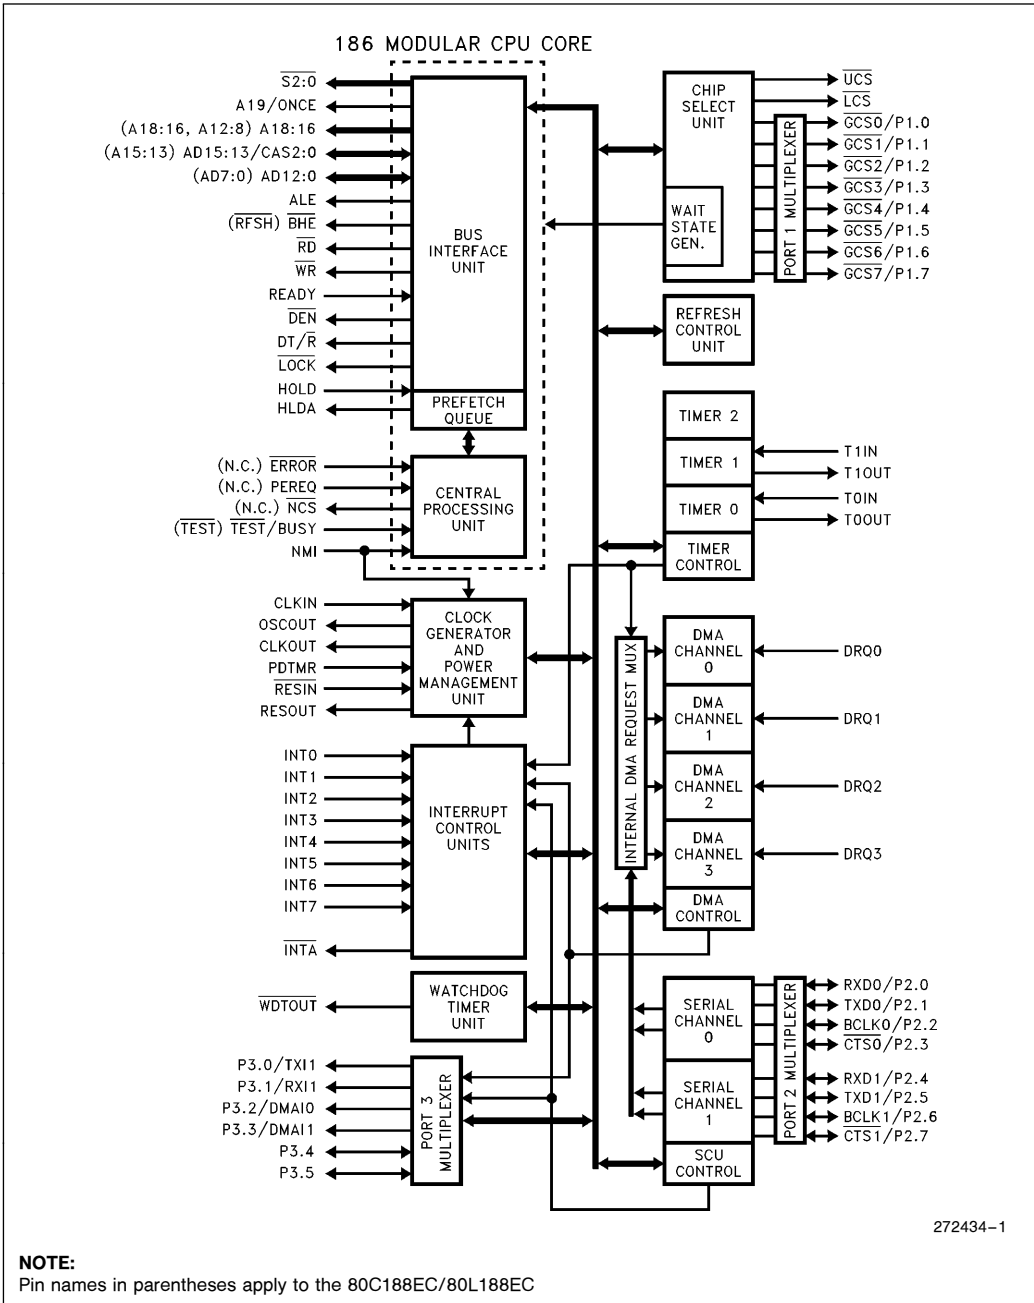 186 MODULAR CPU CORE
S2:0
A19/ONCE
(A18:16, A12:8) A18:16
(A15:13) AD15:13/CAS2:0
(AD7:0) AD12:0
ALE
(RFSH) BHE
RD
WR
READY
DEN
DT/R
LOCK
HOLD
HLDA
BUS
INTERFACE
UNIT
PREFETCH
QUEUE
(N.C.) ERROR
(N.C.) PEREQ
(N.C.) NCS
(TEST) TEST/BUSY
NMI
CENTRAL
PROCESSING
UNIT
CLKIN
OSCOUT
CLKOUT
PDTMR
RESIN
RESOUT
CLOCK
GENERATOR
AND
POWER
MANAGEMENT
UNIT
INT0
INT1
INT2
INT3
INT4
INT5
INT6
INT7
INTA
INTERRUPT
CONTROL
UNITS
WDTOUT
WATCHDOG
TIMER
UNIT
P3.0/TXI1
P3.1/RXI1
P3.2/DMAI0
P3.3/DMAI1
P3.4
P3.5
PORT 3
MULTIPLEXER
CHIP
SELECT
UNIT
WAIT
STATE
GEN.
PORT 1 MULTIPLEXER
UCS
LCS
GCS0/P1.0
GCS1/P1.1
GCS2/P1.2
GCS3/P1.3
GCS4/P1.4
GCS5/P1.5
GCS6/P1.6
GCS7/P1.7
REFRESH
CONTROL
UNIT
TIMER 2
TIMER 1
TIMER 0
TIMER
CONTROL
T1IN
T1OUT
T0IN
T0OUT
INTERNAL DMA REQUEST MUX
DMA
CHANNEL
0
DMA
CHANNEL
1
DMA
CHANNEL
2
DMA
CHANNEL
3
DMA
CONTROL
DRQ0
DRQ1
DRQ2
DRQ3
SERIAL
CHANNEL
0
SERIAL
CHANNEL
1
SCU
CONTROL
PORT 2 MULTIPLEXER
RXD0/P2.0
TXD0/P2.1
BCLK0/P2.2
CTS0/P2.3
RXD1/P2.4
TXD1/P2.5
BCLK1/P2.6
CTS1/P2.7
272434–1
NOTE:
Pin names in parentheses apply to the 80C188EC/80L188EC